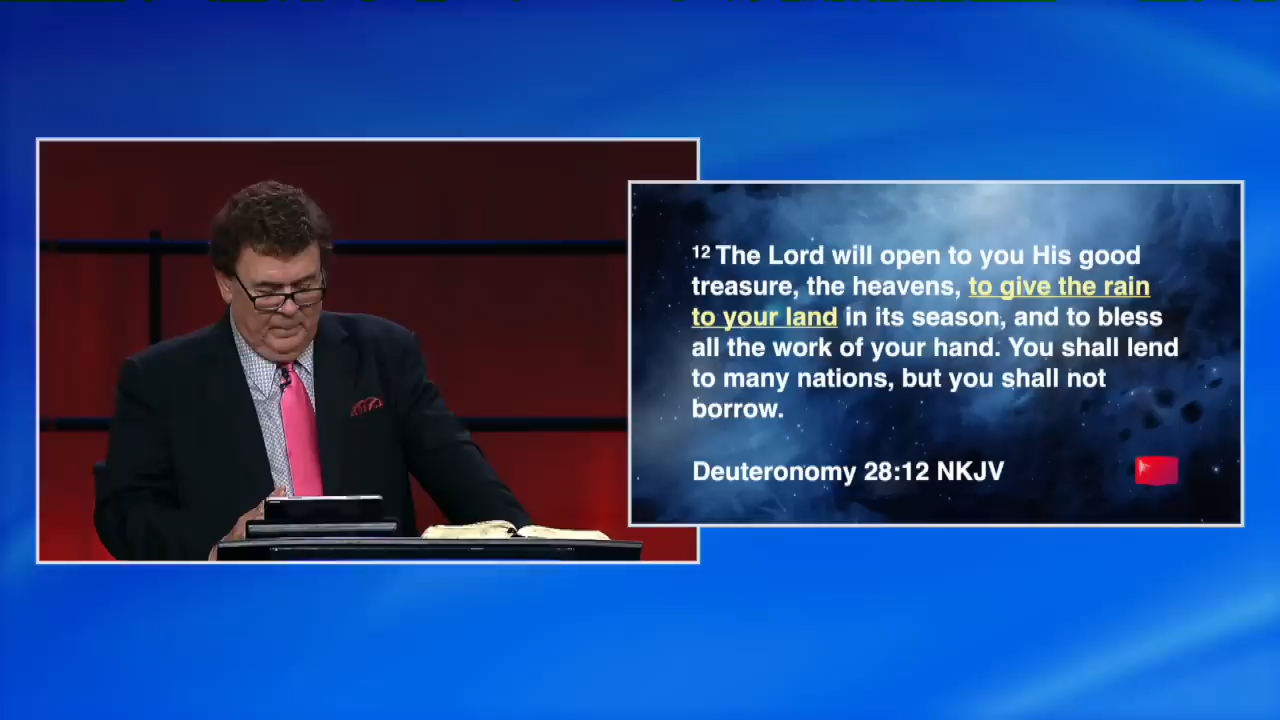 12 The Lord will open to you His good
treasure, the heavens, to give the rain
to your land in its season, and to bless
all the work of your hand. You shall lend
to many nations, but you shall not
borrow.
Deuteronomy 28:12 NKJV